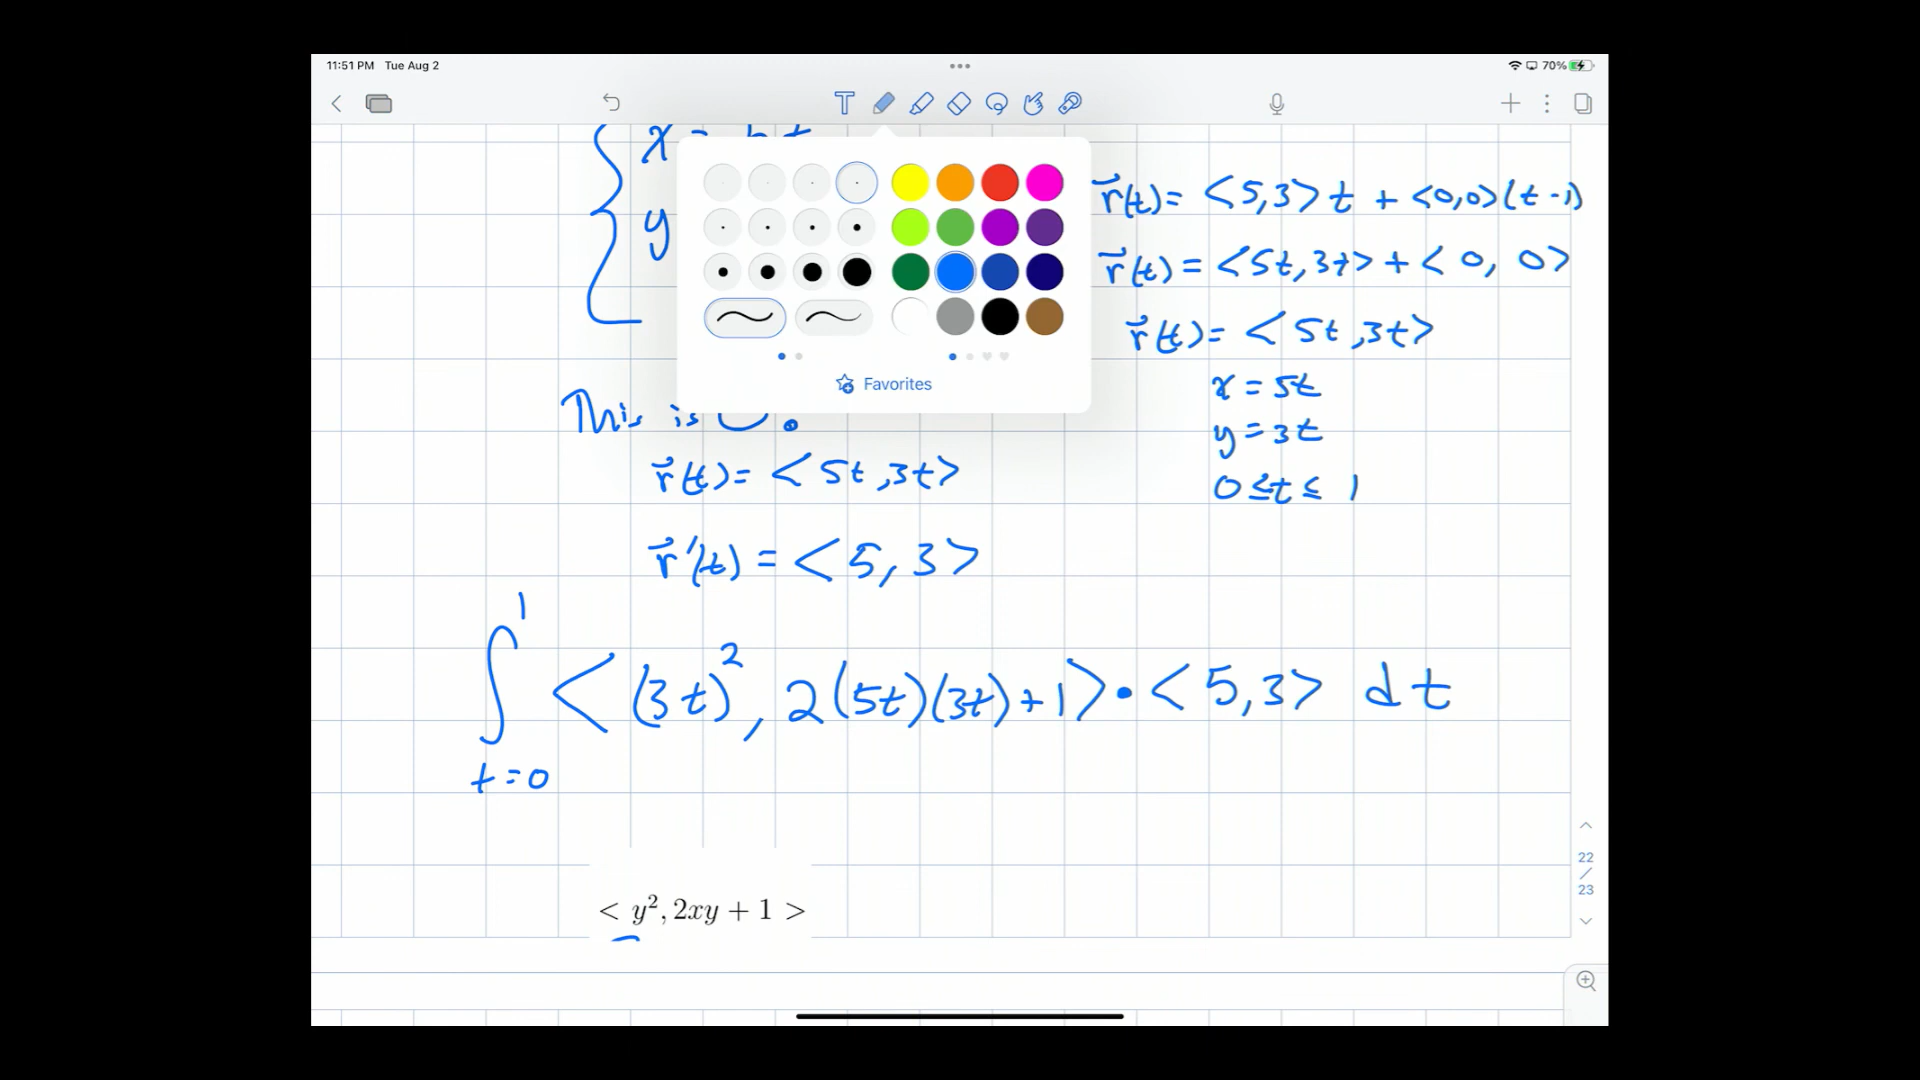 11:51 PM Tue Aug 2
70%
x =
y
Favorites
r⃗(t)= <5,3>t + <0,0>(t-1)
r⃗(t) = <5t,3t> + <0, 0>
r⃗(t)= <5t,3t>
x = 5t
y = 3t
0≤t≤ 1
This is
r⃗(t)= <5t,3t>
r⃗'(t) = <5, 3>
∫_{t=0}^{1} <(3t)², 2(5t)(3t)+1>•<5,3> dt
< y², 2xy + 1 >
22
/
23